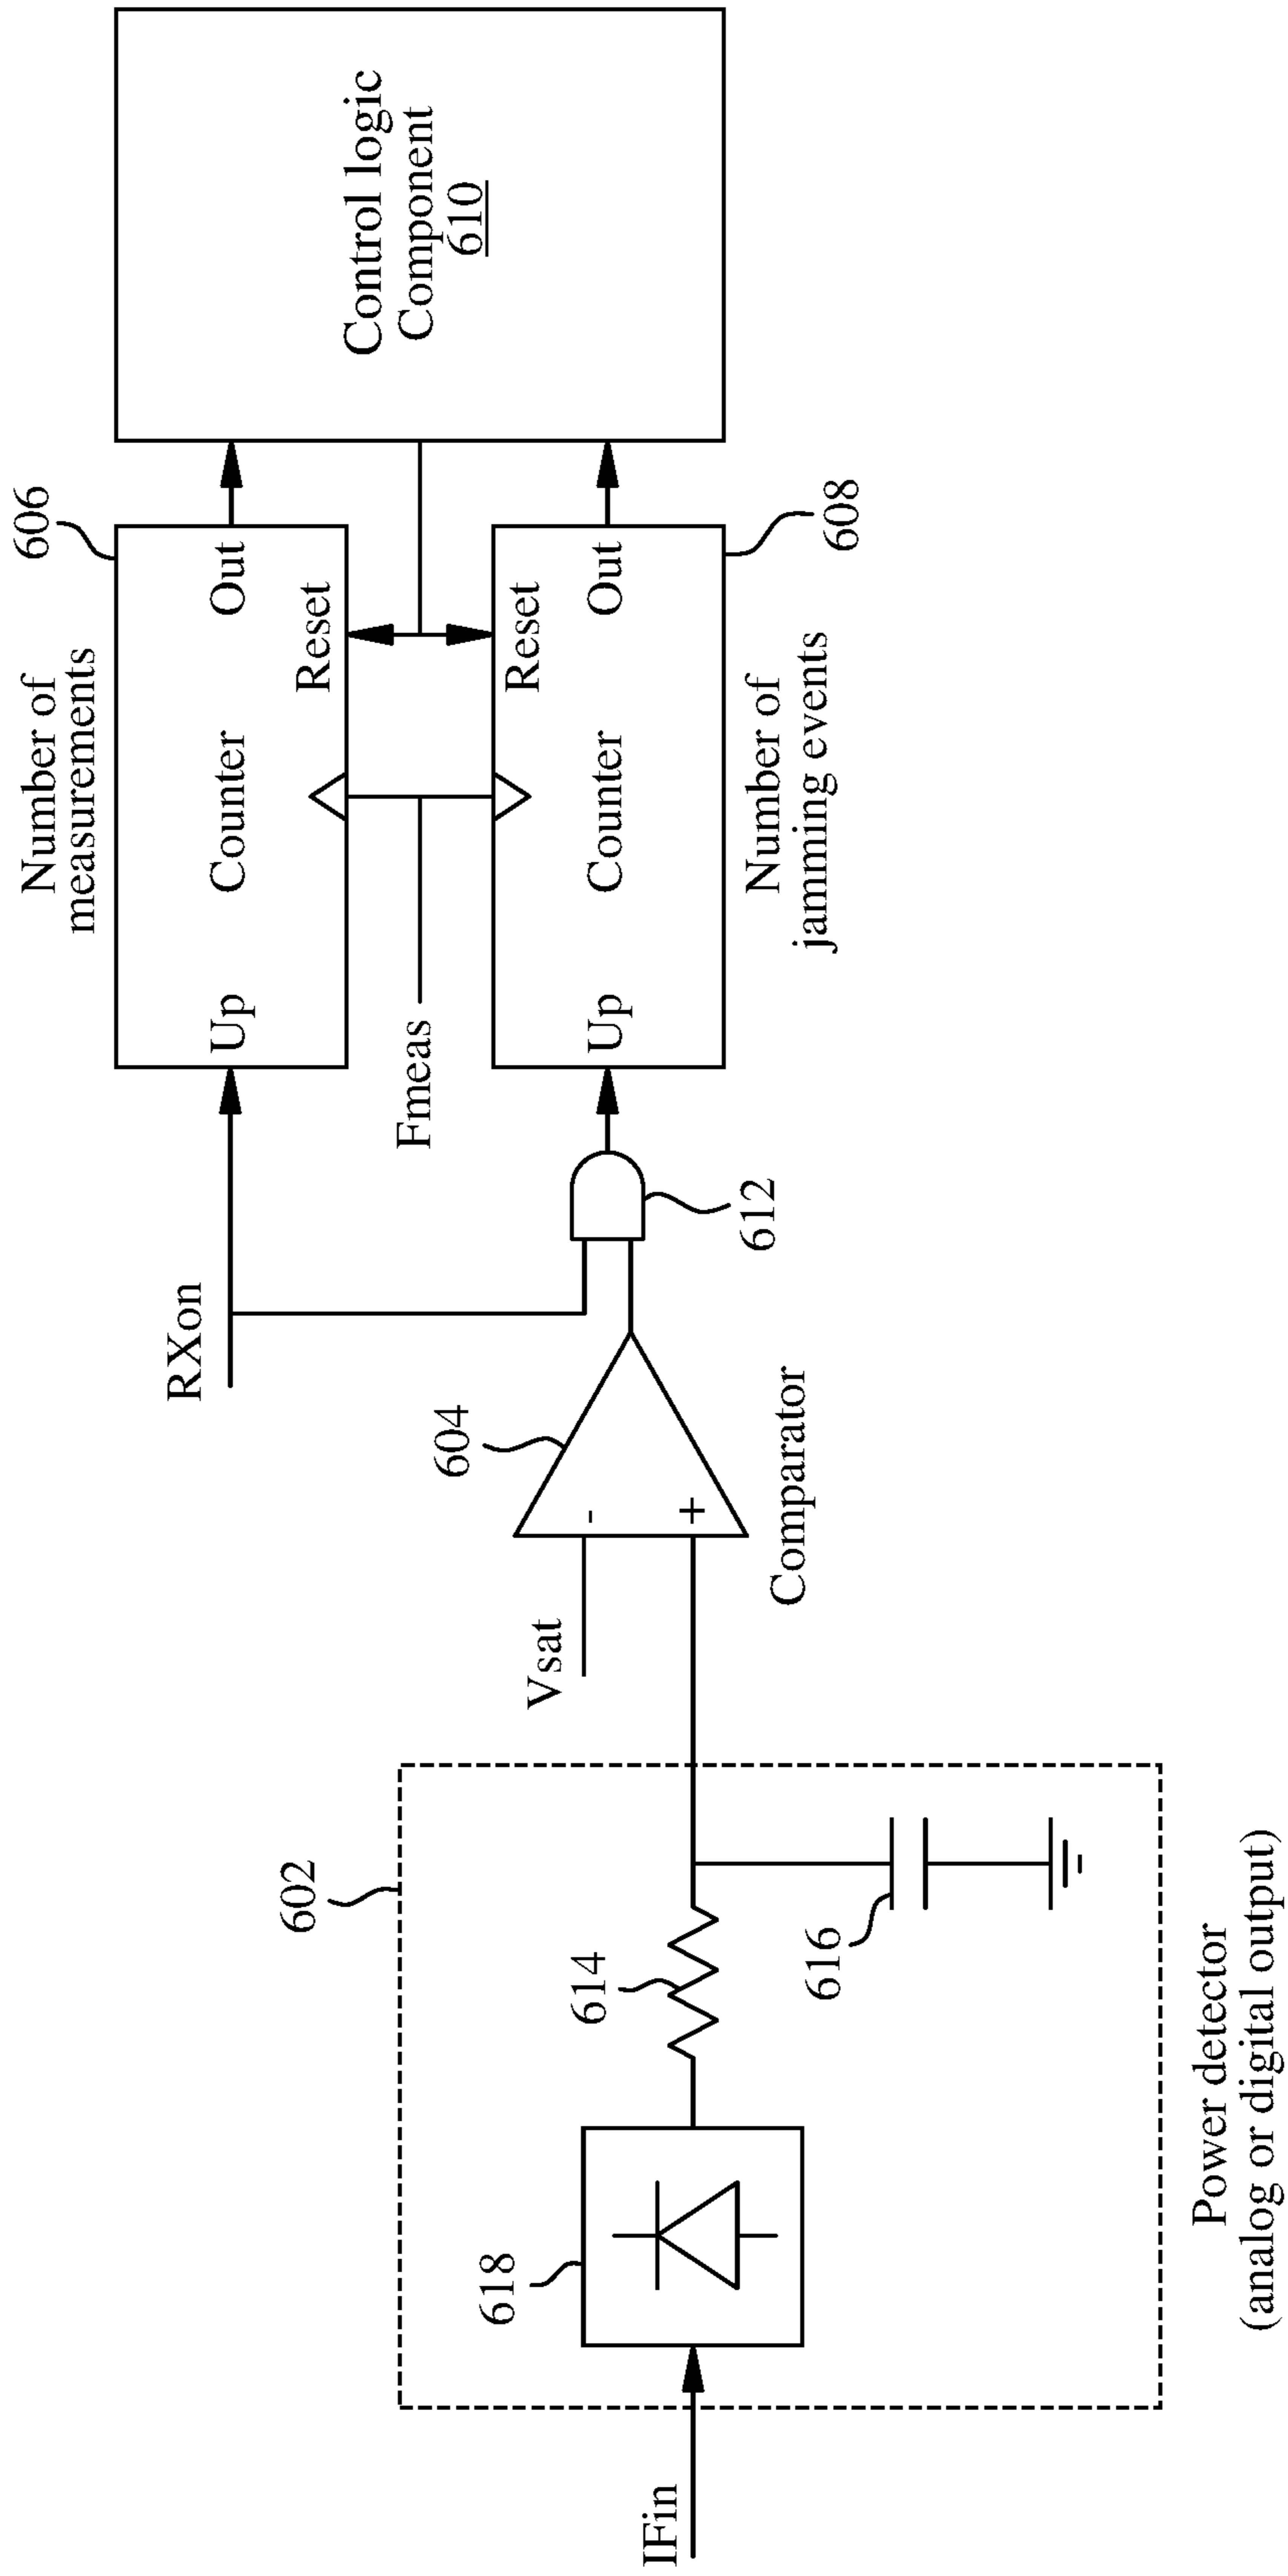 IFin
618
602
614
616
Power detector
(analog or digital output)
Vsat
604
-
+
Comparator
RXon
612
Fmeas
Number of
measurements
606
Up
Counter
Out
Reset
Up
Counter
Reset
Out
608
Number of
jamming events
Control logic
Component
610